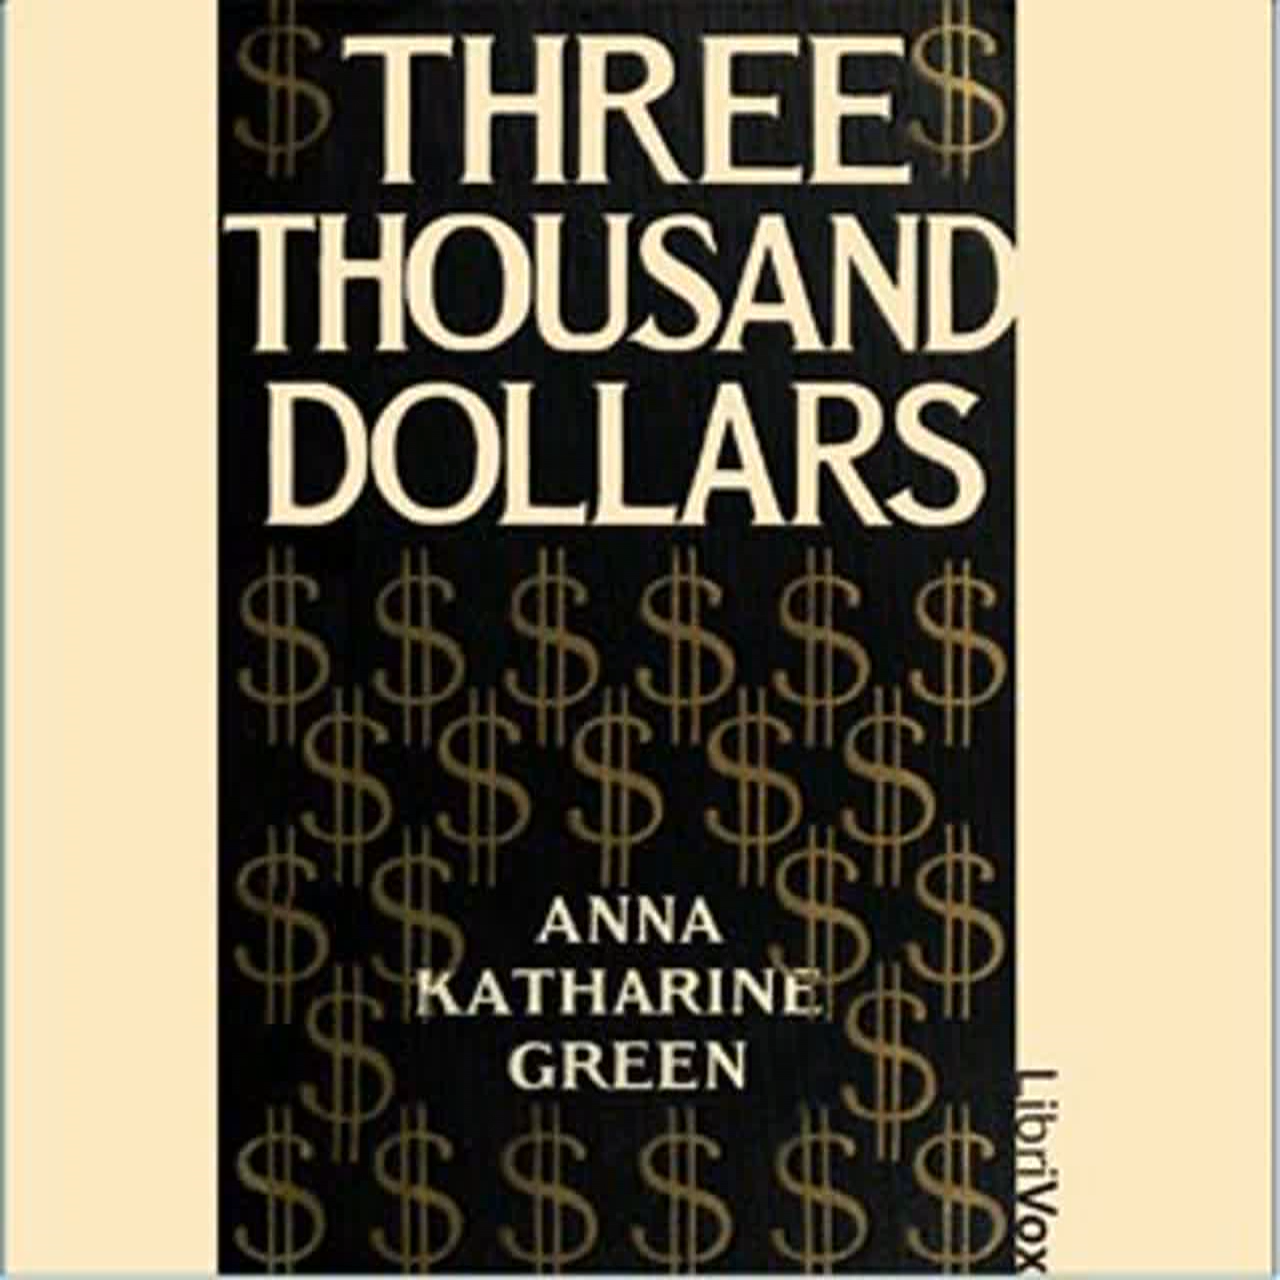 $ THREE $
THOUSAND
DOLLARS
$ $ $ $ $ $
$ $ $ $ $
$ $ $ $
ANNA
KATHARINE
$ $
GREEN
$ $ $ $ $ $
LibriVox